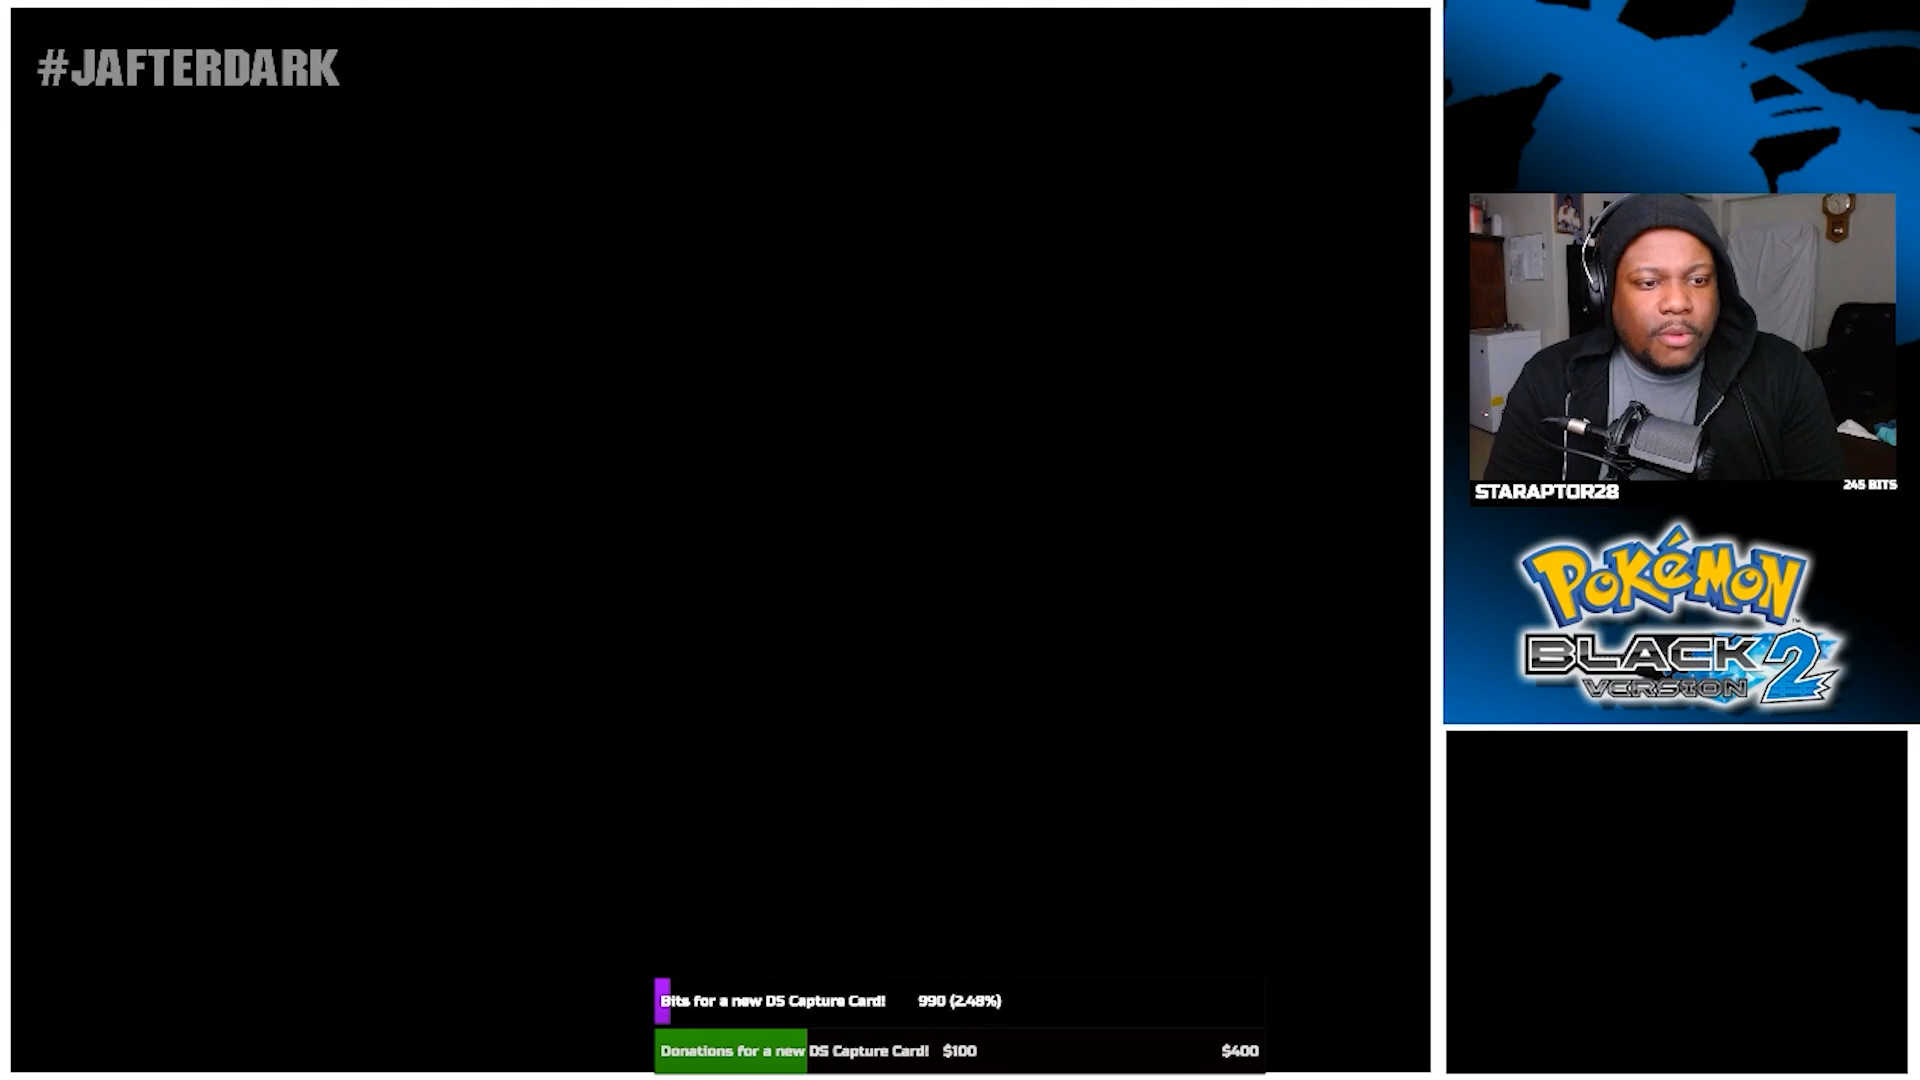 #JAFTERDARK
STARAPTOR28
245 BITS
POKéMON
BLACK 2
VERSION
Bits for a new DS Capture Card! 990 (2.48%)
Donations for a new DS Capture Card! $100 $400